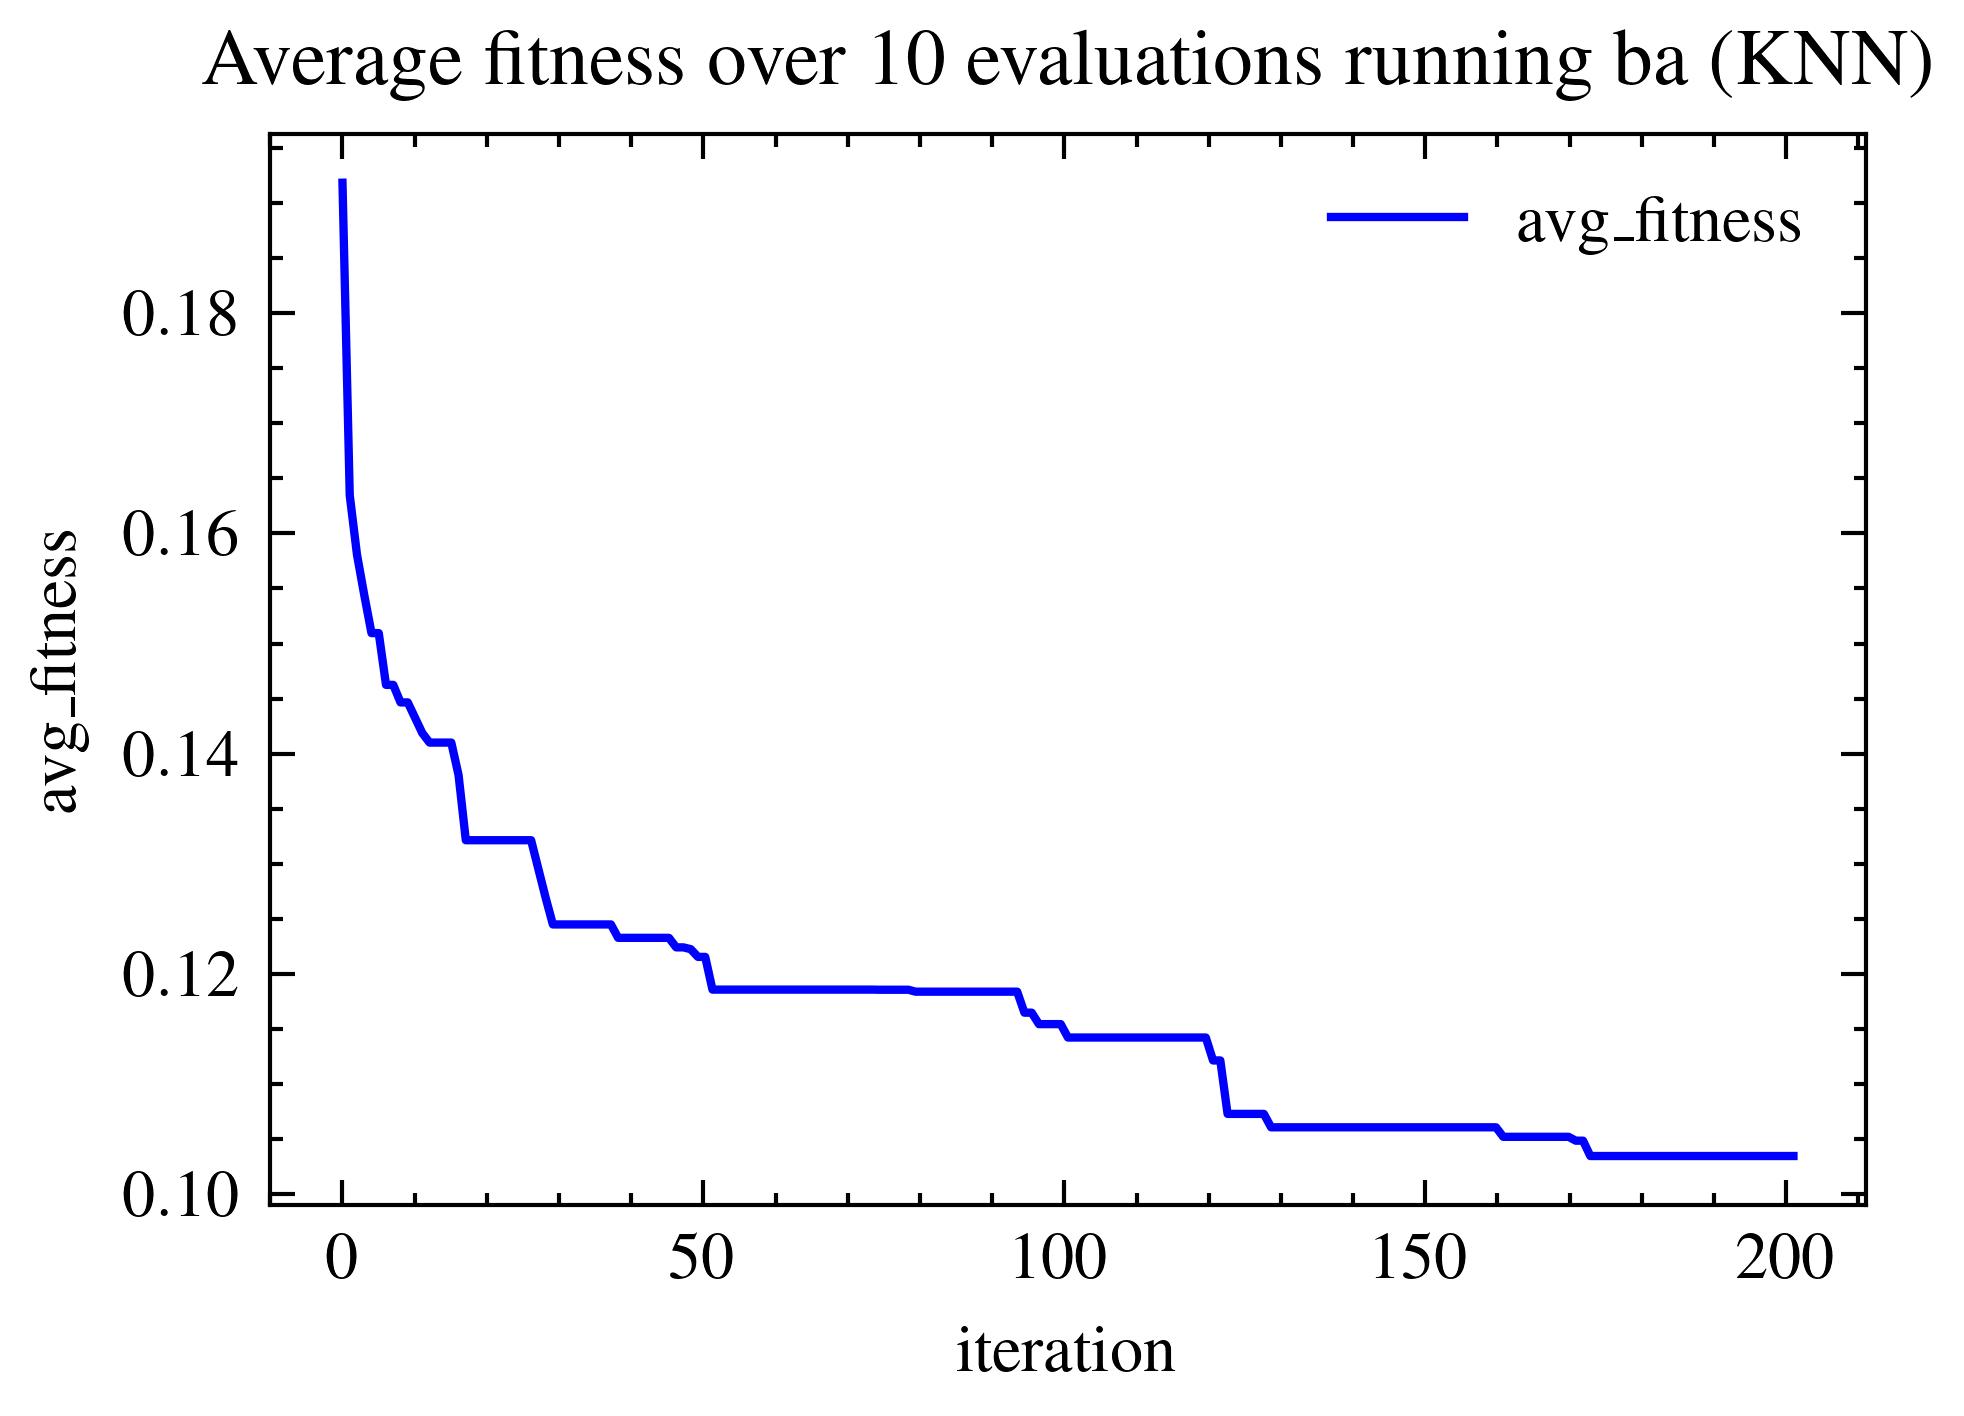 Average fitness over 10 evaluations running ba (KNN)
avg_fitness
0.18
0.16
0.14
0.12
0.10
avg_fitness
0 50 100 150 200
iteration